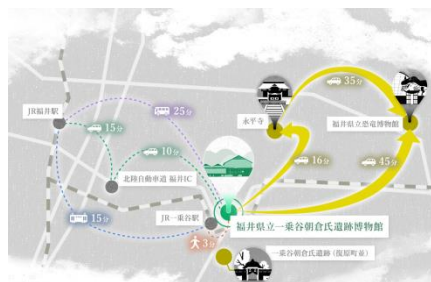 35分
JR福井駅
25分
永平寺
福井県立恐竜博物館
15分
10分
16分
45分
北陸自動車道 福井IC
福井県立一乗谷朝倉氏遺跡博物館
15分
JR一乗谷駅
3分
一乗谷朝倉氏遺跡（復原町並）